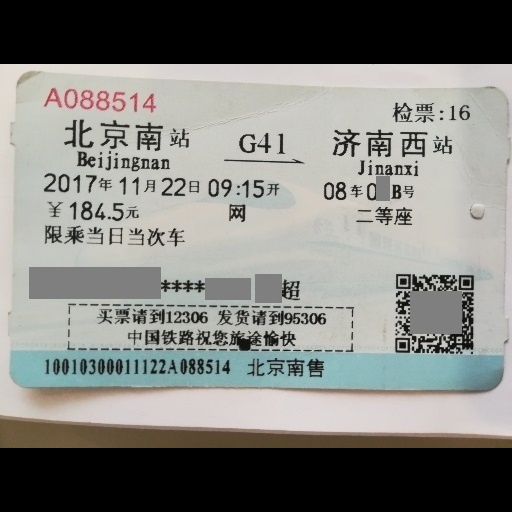 A088514 检票:16
北京南站 G41 济南西站
Beijingnan Jinanxi
2017年11月22日09:15开 08车0 B号
￥184.5元 网 二等座
限乘当日当次车
**** 超
买票请到12306 发货请到95306
中国铁路祝您旅途愉快
10010300011122A088514 北京南售